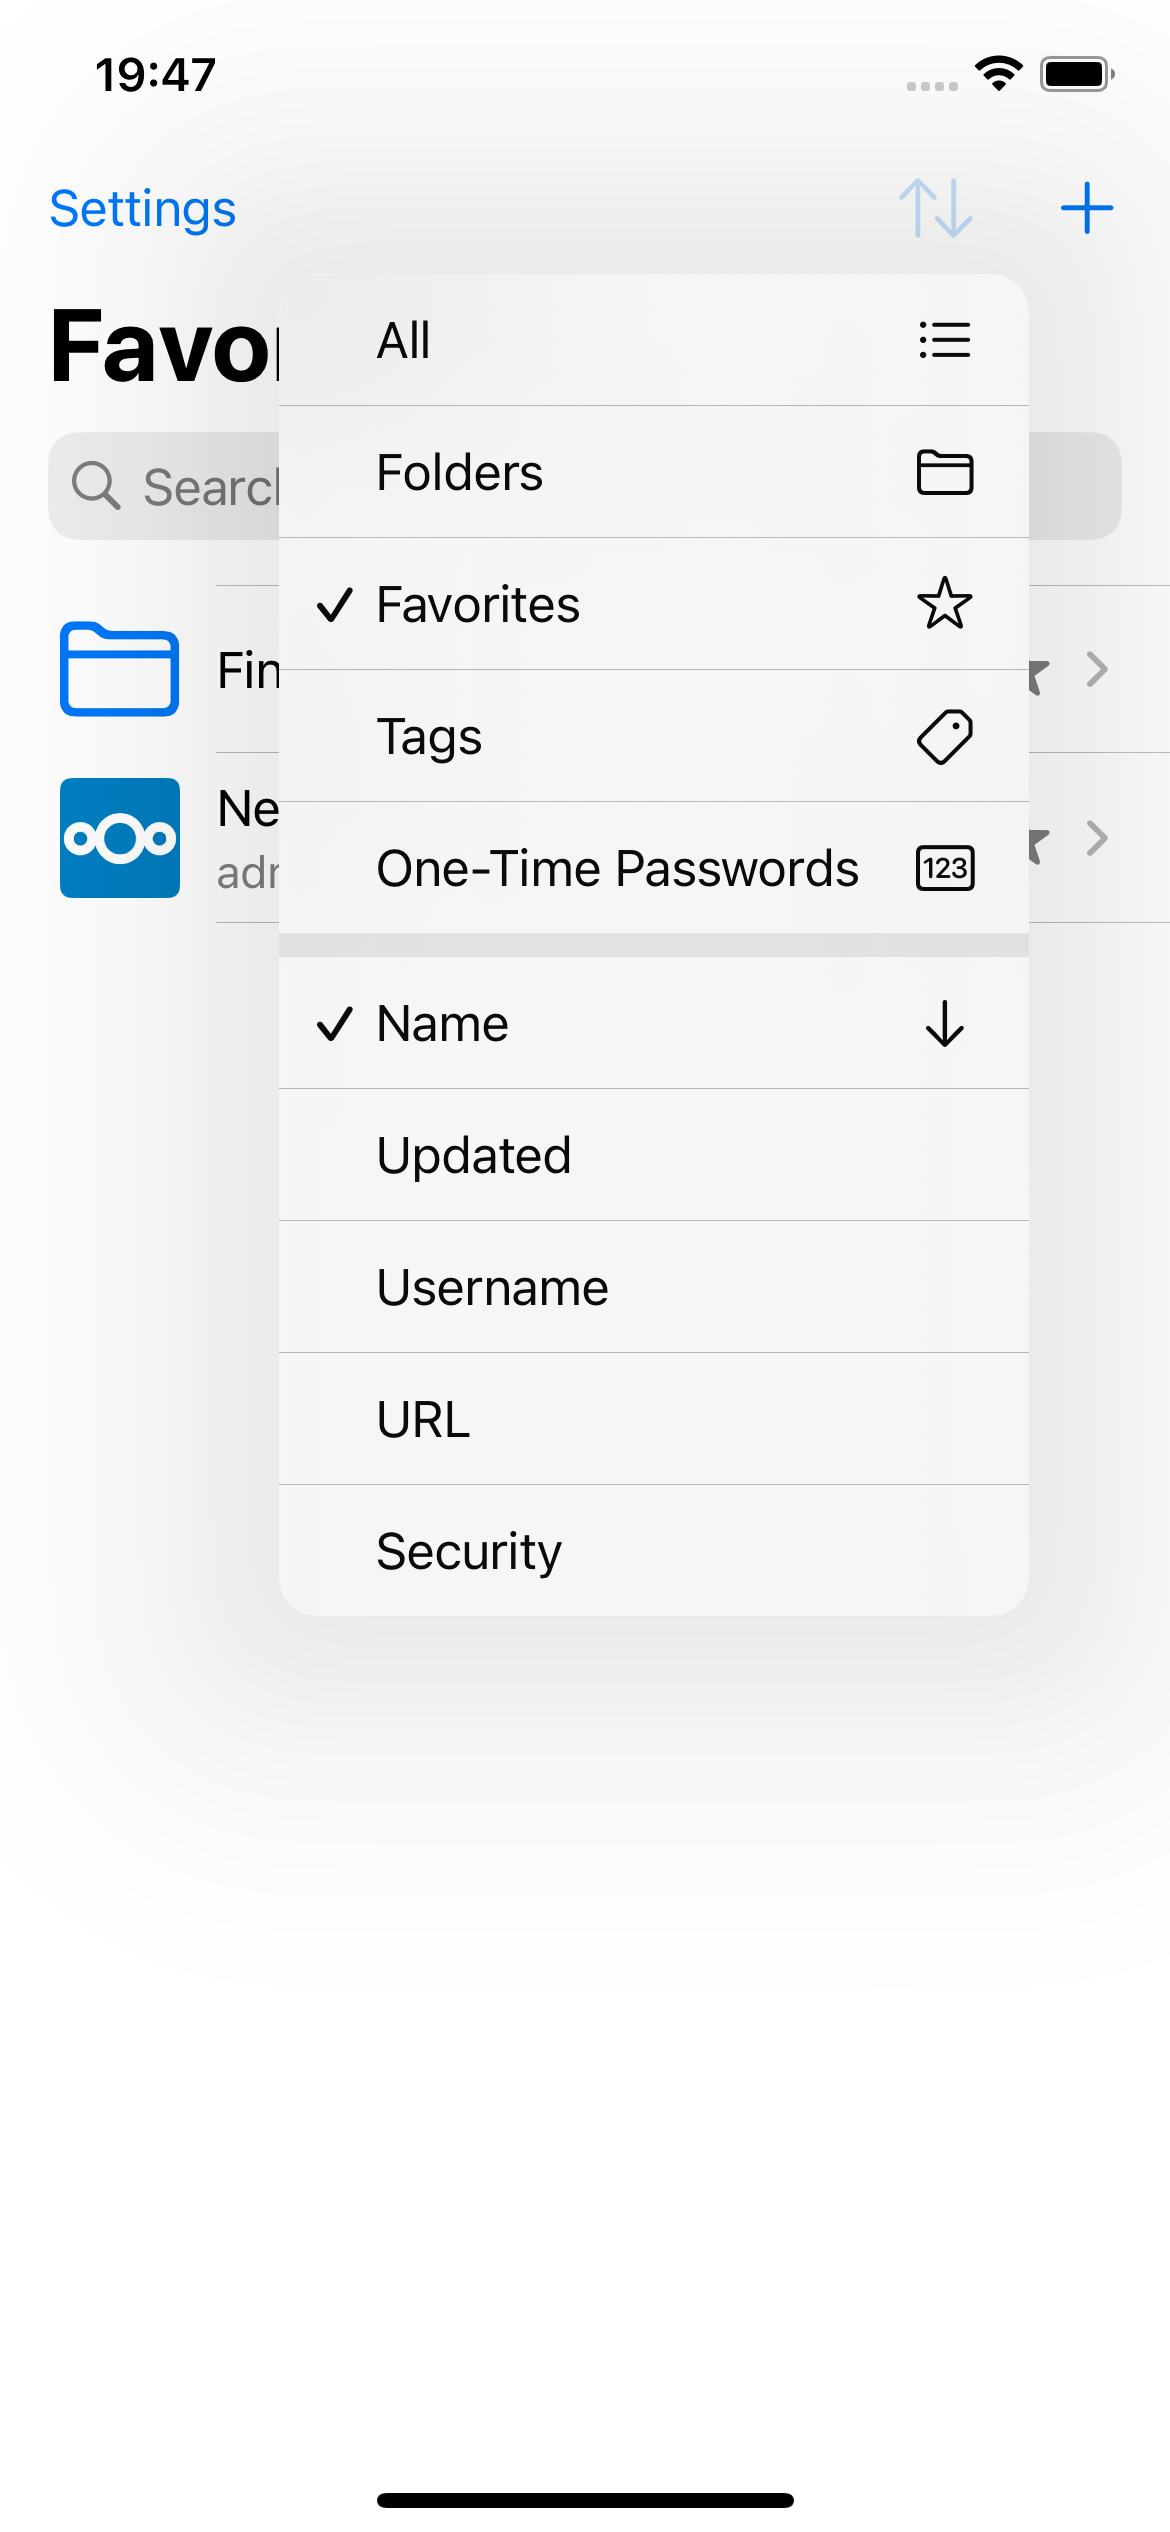 19:47
Settings
Favo
All
Folders
Search
Favorites
Fin
Tags
Ne
One-Time Passwords
123
adr
Name
Updated
Username
URL
Security